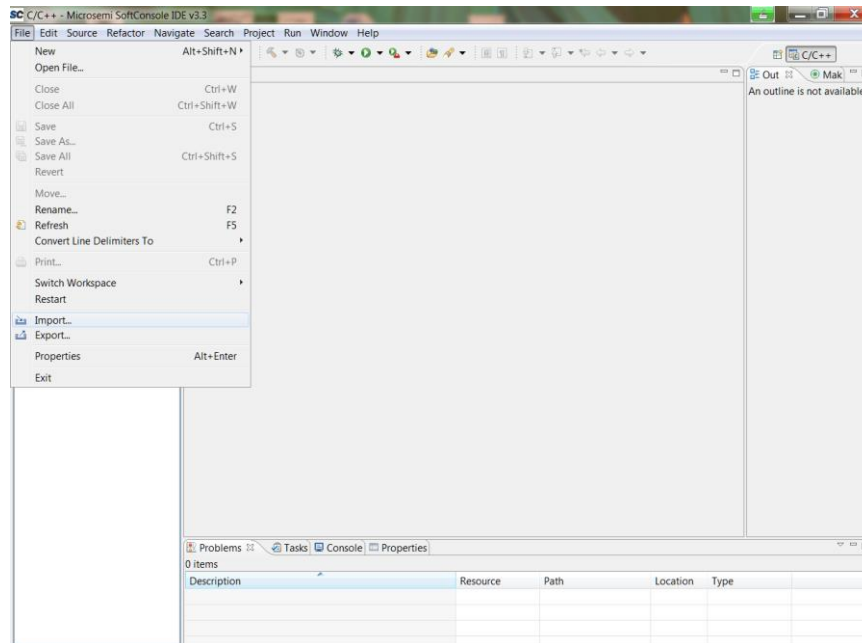 SC C/C++ - Microsemi SoftConsole IDE v3.3
File Edit Source Refactor Navigate Search Project Run Window Help
New Alt+Shift+N
Open File...
C/C++
Close Ctrl+W
Close All Ctrl+Shift+W
Out Mak
An outline is not available
Save Ctrl+S
Save As...
Save All Ctrl+Shift+S
Revert
Move...
Rename... F2
Refresh F5
Convert Line Delimiters To
Print... Ctrl+P
Switch Workspace
Restart
Import...
Export...
Properties Alt+Enter
Exit
Problems Tasks Console Properties
0 items
Description Resource Path Location Type